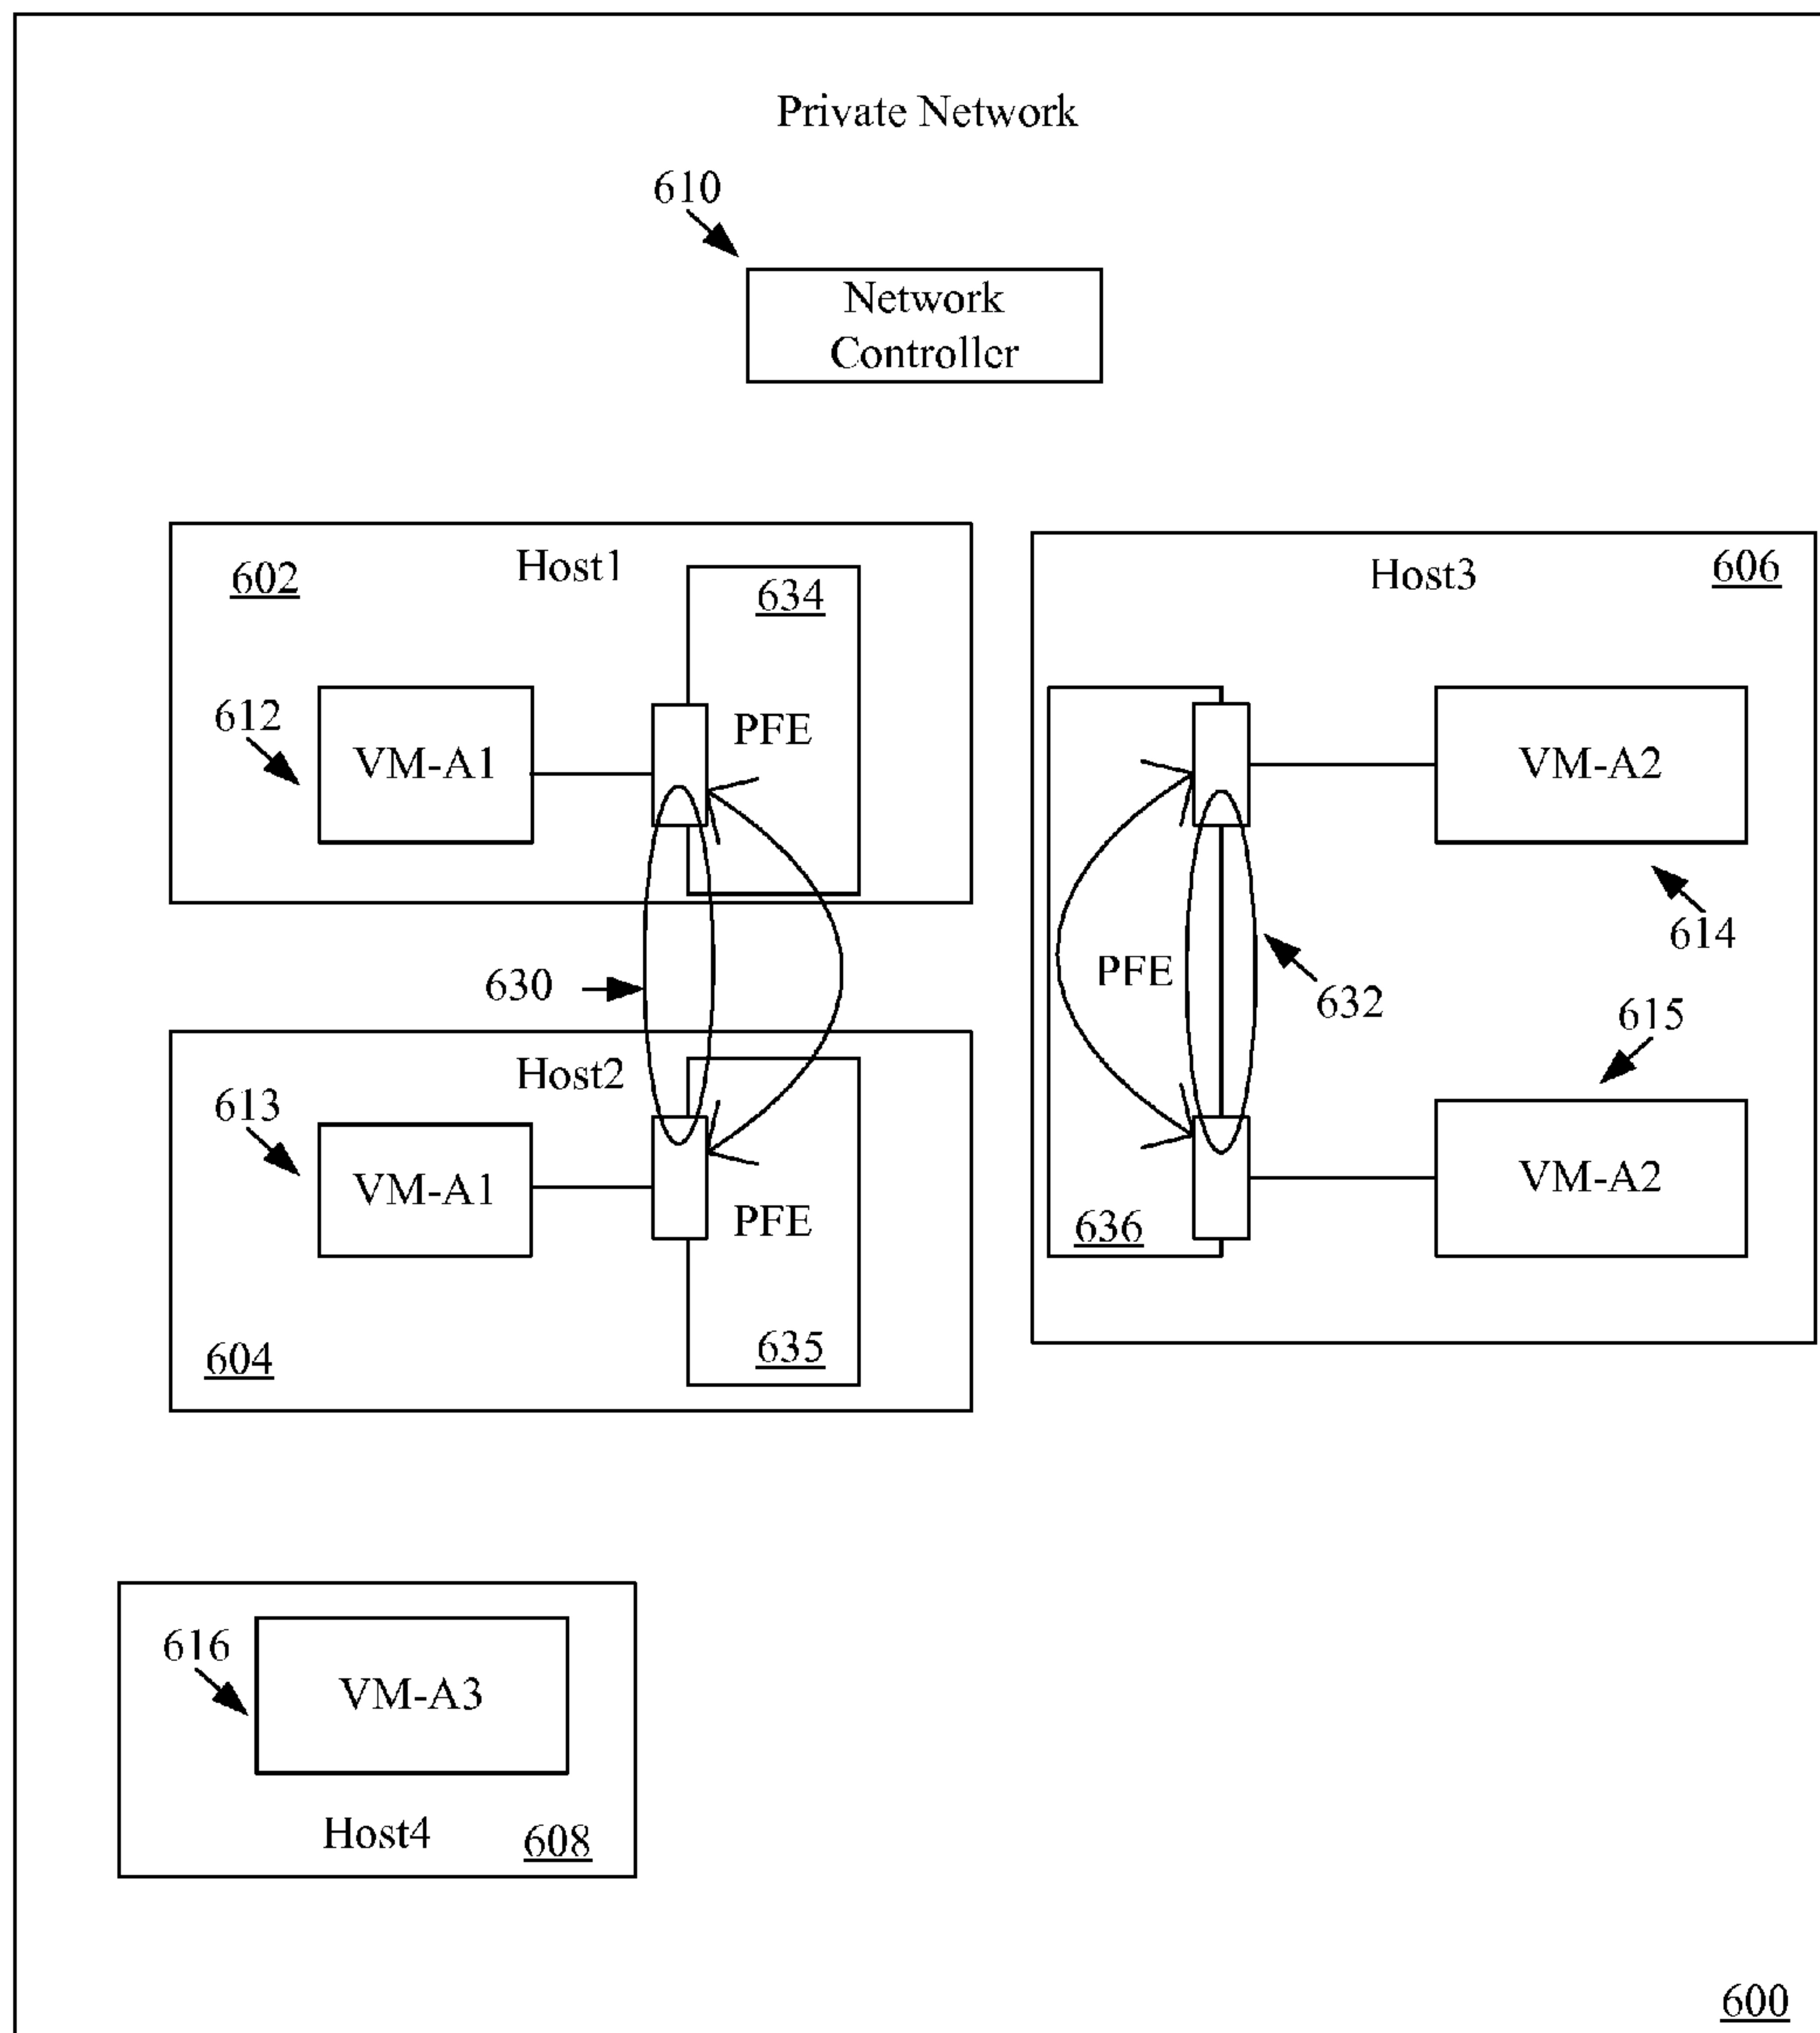 Private Network
610
Network
Controller
Host1
602
634
612
VM-A1
PFE
Host3
606
VM-A2
614
630
PFE
632
615
Host2
613
VM-A1
PFE
VM-A2
636
604
635
616
VM-A3
Host4
608
600